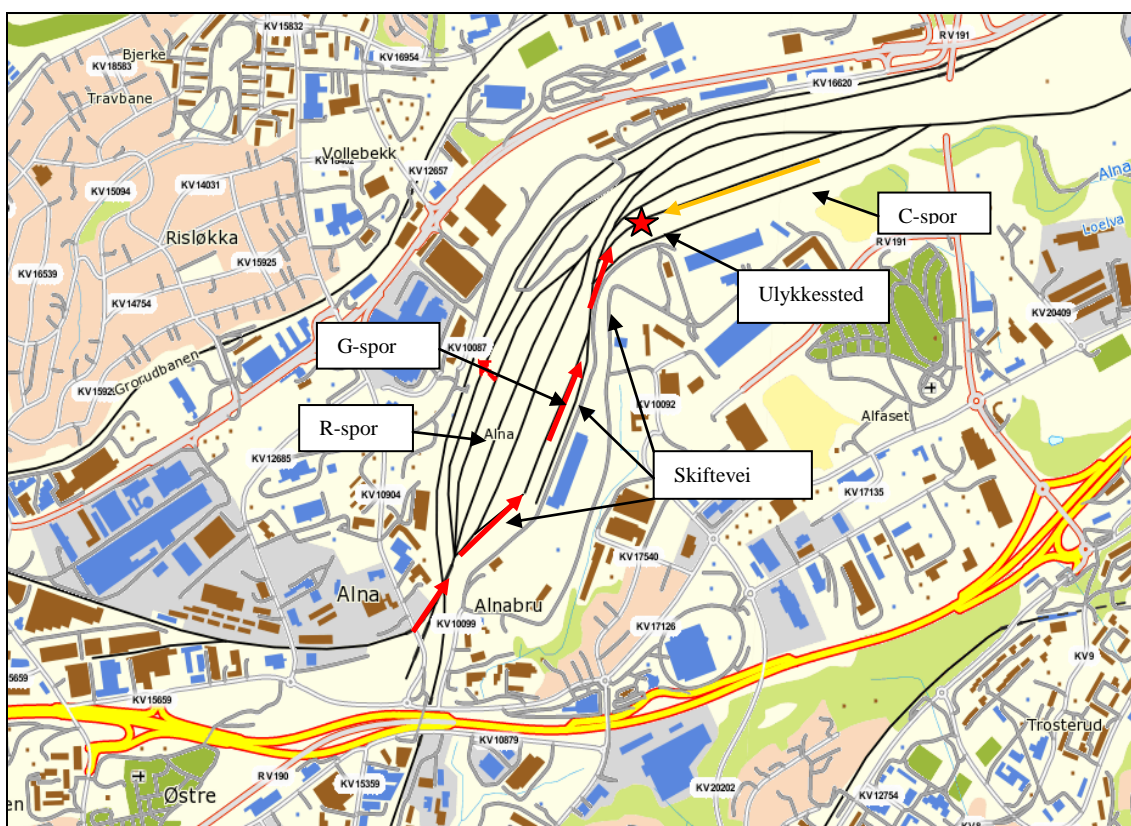 KV15832
Bjerke
KV16954
RV191
KV18583
KV16620
Travbane
Vollebekk
KV12657
KV15094
KV14031
Alna
C-spor
Loelva
Risløkka
RV191
KV15925
KV16539
Ulykkessted
KV14754
KV20409
G-spor
KV10087
Grorudbanen
KV10092
R-spor
Alna
Alfaset
KV12685
Skiftevei
KV10904
KV17135
KV17540
Alna
Alnabru
KV10099
KV17126
KV9
KV15659
Trosterud
KV10879
RV190
KV15359
KV20202
Østre
KV12754